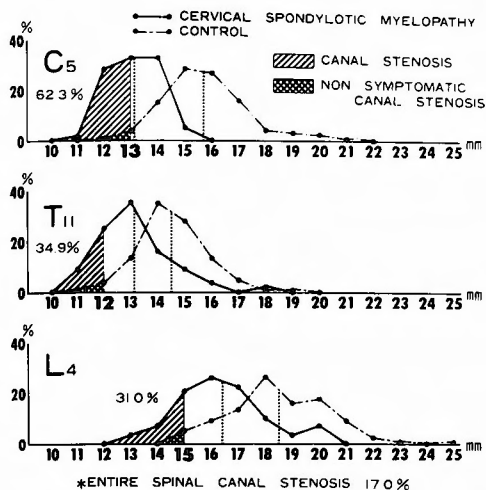 CERVICAL SPONDYLOTIC MYELOPATHY
CONTROL
CANAL STENOSIS
NON SYMPTOMATIC
CANAL STENOSIS
%
40
20
0
C5
62.3%
10 11 12 13 14 15 16 17 18 19 20 21 22 23 24 25 mm
%
40
20
0
T11
34.9%
10 11 12 13 14 15 16 17 18 19 20 21 22 23 24 25 mm
%
40
20
0
L4
31.0%
10 11 12 13 14 15 16 17 18 19 20 21 22 23 24 25 mm
*ENTIRE SPINAL CANAL STENOSIS 17.0%